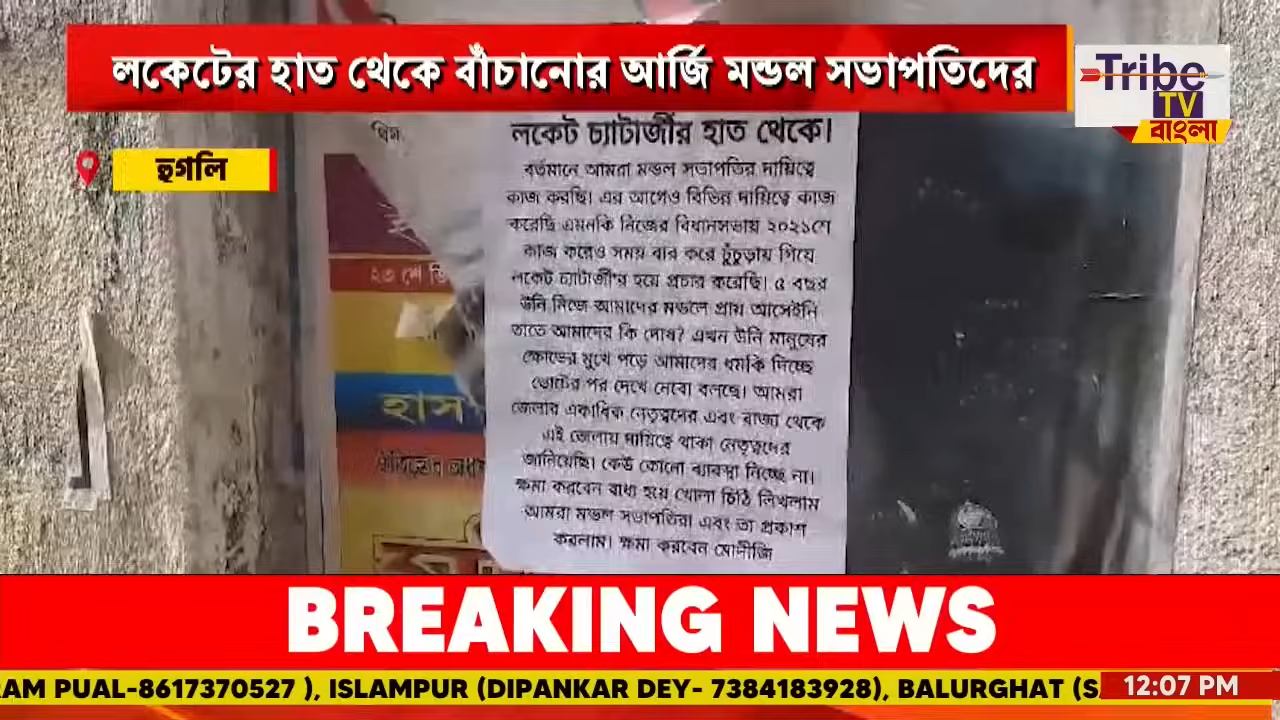 লকেটের হাত থেকে বাঁচানোর আর্জি মন্ডল সভাপতিদের
Tribe
TV
বাংলা
হুগলি
লকেট চ্যাটার্জীর হাত থেকে।
বর্তমানে আমরা মন্ডল সভাপতির দায়িত্বে
কাজ করছি। এর আগেও বিভিন্ন দায়িত্বে কাজ
করেছি এমনকি নিজের বিধানসভায় ২০২১শে
কাজ করেও সময় বার করে চুঁচুড়ায় গিয়ে
লকেট চ্যাটার্জী'র হয়ে প্রচার করেছি। ৫ বছর
উনি নিজে আমাদের মন্ডলে প্রায় আসেইনি
তাতে আমাদের কি দোষ? এখন উনি মানুষের
ক্ষোভের মুখে পড়ে আমাদের ধমকি দিচ্ছে
ভোটের পর দেখে নেবো বলছে। আমরা
জেলার একাধিক নেতৃত্বদের এবং রাজ্য থেকে
এই জেলায় দায়িত্বে থাকা নেতৃত্বদের
জানিয়েছি। কেউ কোনো ব্যাবস্থা নিচ্ছে না।
ক্ষমা করবেন বাধ্য হয়ে খোলা চিঠি লিখলাম
আমরা মন্ডল সভাপতিরা এবং তা প্রকাশ
করলাম। ক্ষমা করবেন মোদীজি
২৩ শে
হাস
BREAKING NEWS
RAM PUAL-8617370527 ), ISLAMPUR (DIPANKAR DEY- 7384183928), BALURGHAT (S
12:07 PM